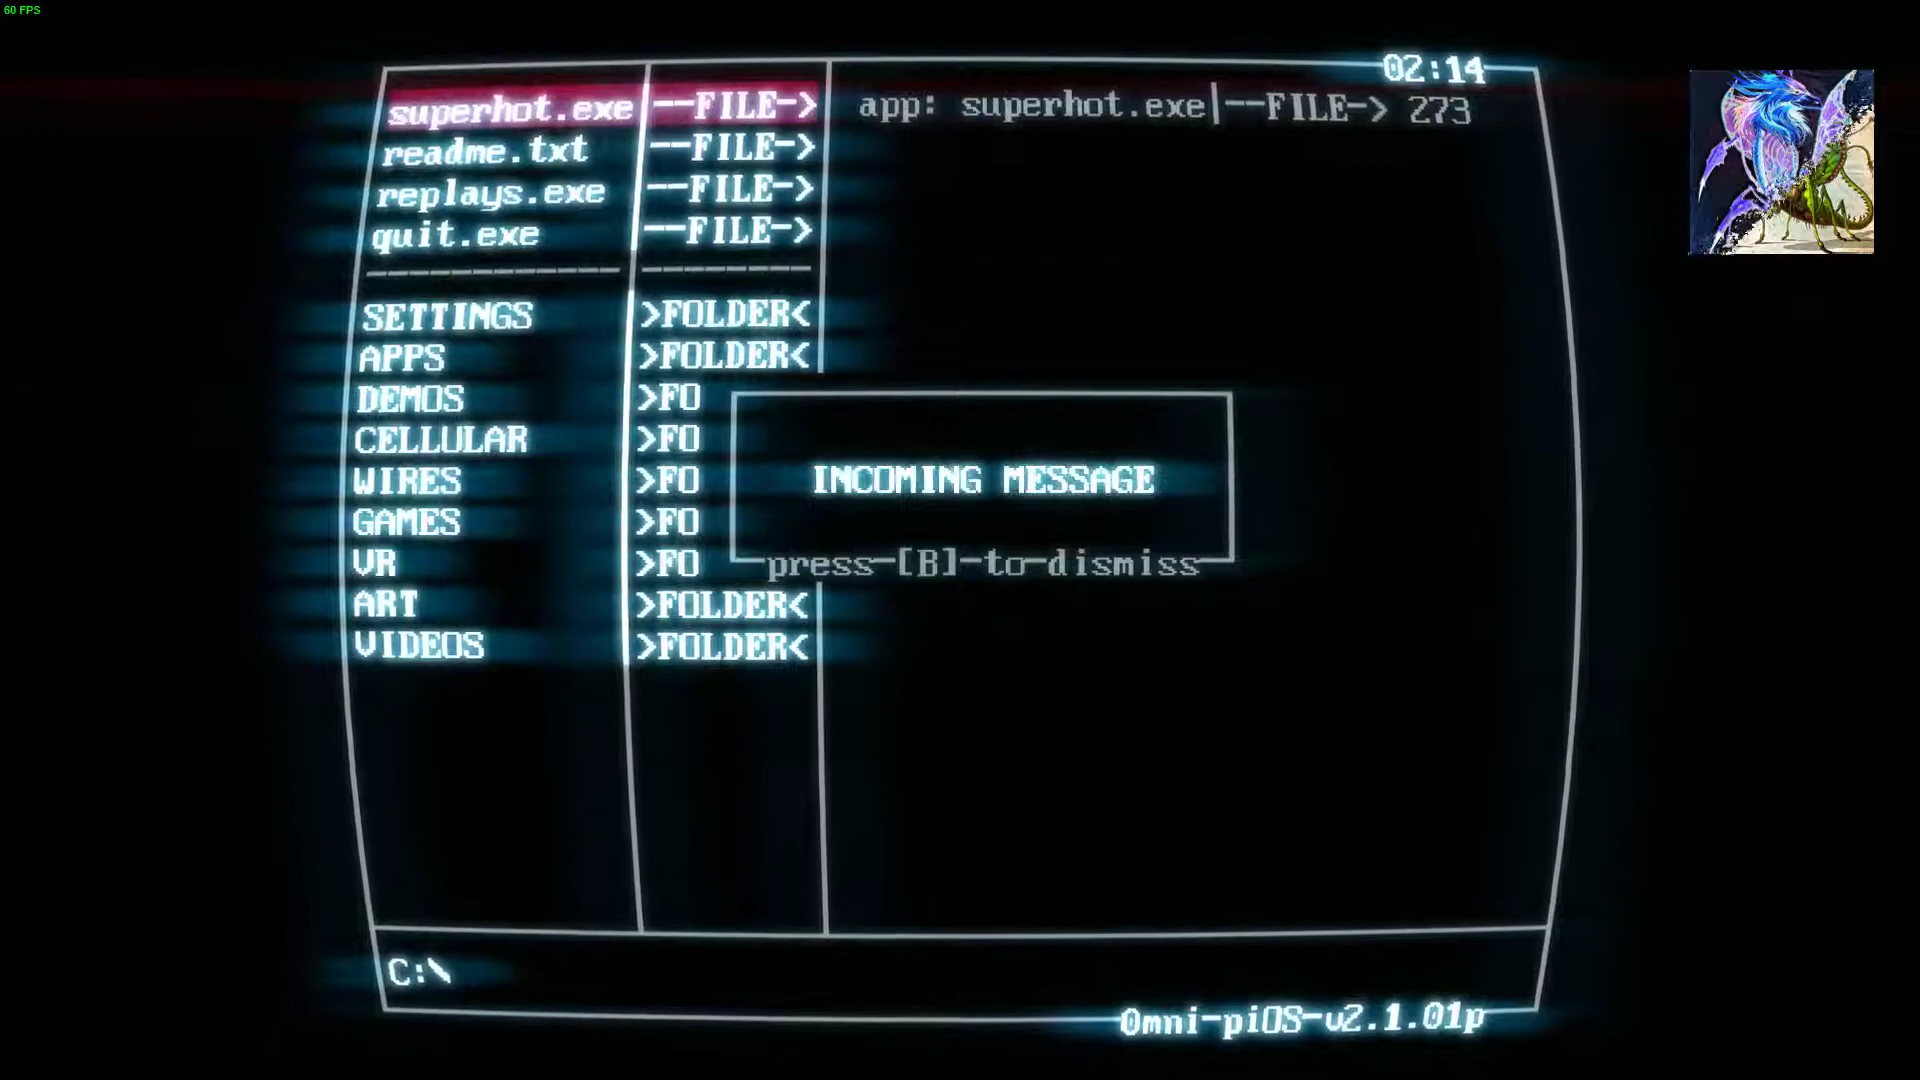 60 FPS
02:14
superhot.exe --FILE-> app: superhot.exe|--FILE-> 273
readme.txt --FILE->
replays.exe --FILE->
quit.exe --FILE->
SETTINGS >FOLDER<
APPS >FOLDER<
DEMOS >FO
CELLULAR >FO
WIRES >FO INCOMING MESSAGE
GAMES >FO
VR >FO press-[B]-to-dismiss
ART >FOLDER<
VIDEOS >FOLDER<
C:\
0mni-piOS-v2.1.01p